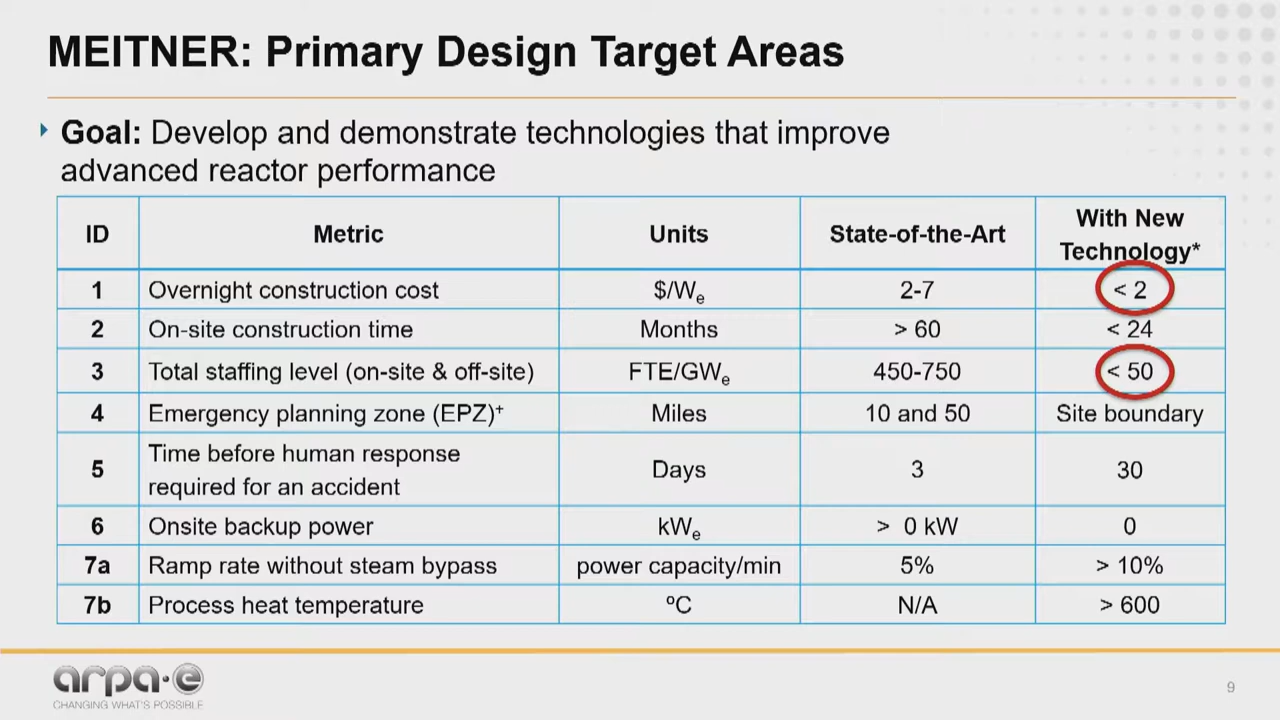 MEITNER: Primary Design Target Areas
Goal: Develop and demonstrate technologies that improve
advanced reactor performance
ID Metric Units State-of-the-Art With New Technology*
1 Overnight construction cost $/We 2-7 < 2
2 On-site construction time Months > 60 < 24
3 Total staffing level (on-site & off-site) FTE/GWe 450-750 < 50
4 Emergency planning zone (EPZ)+ Miles 10 and 50 Site boundary
5 Time before human response required for an accident Days 3 30
6 Onsite backup power kWe > 0 kW 0
7a Ramp rate without steam bypass power capacity/min 5% > 10%
7b Process heat temperature ºC N/A > 600
arpa·e
CHANGING WHAT'S POSSIBLE
9